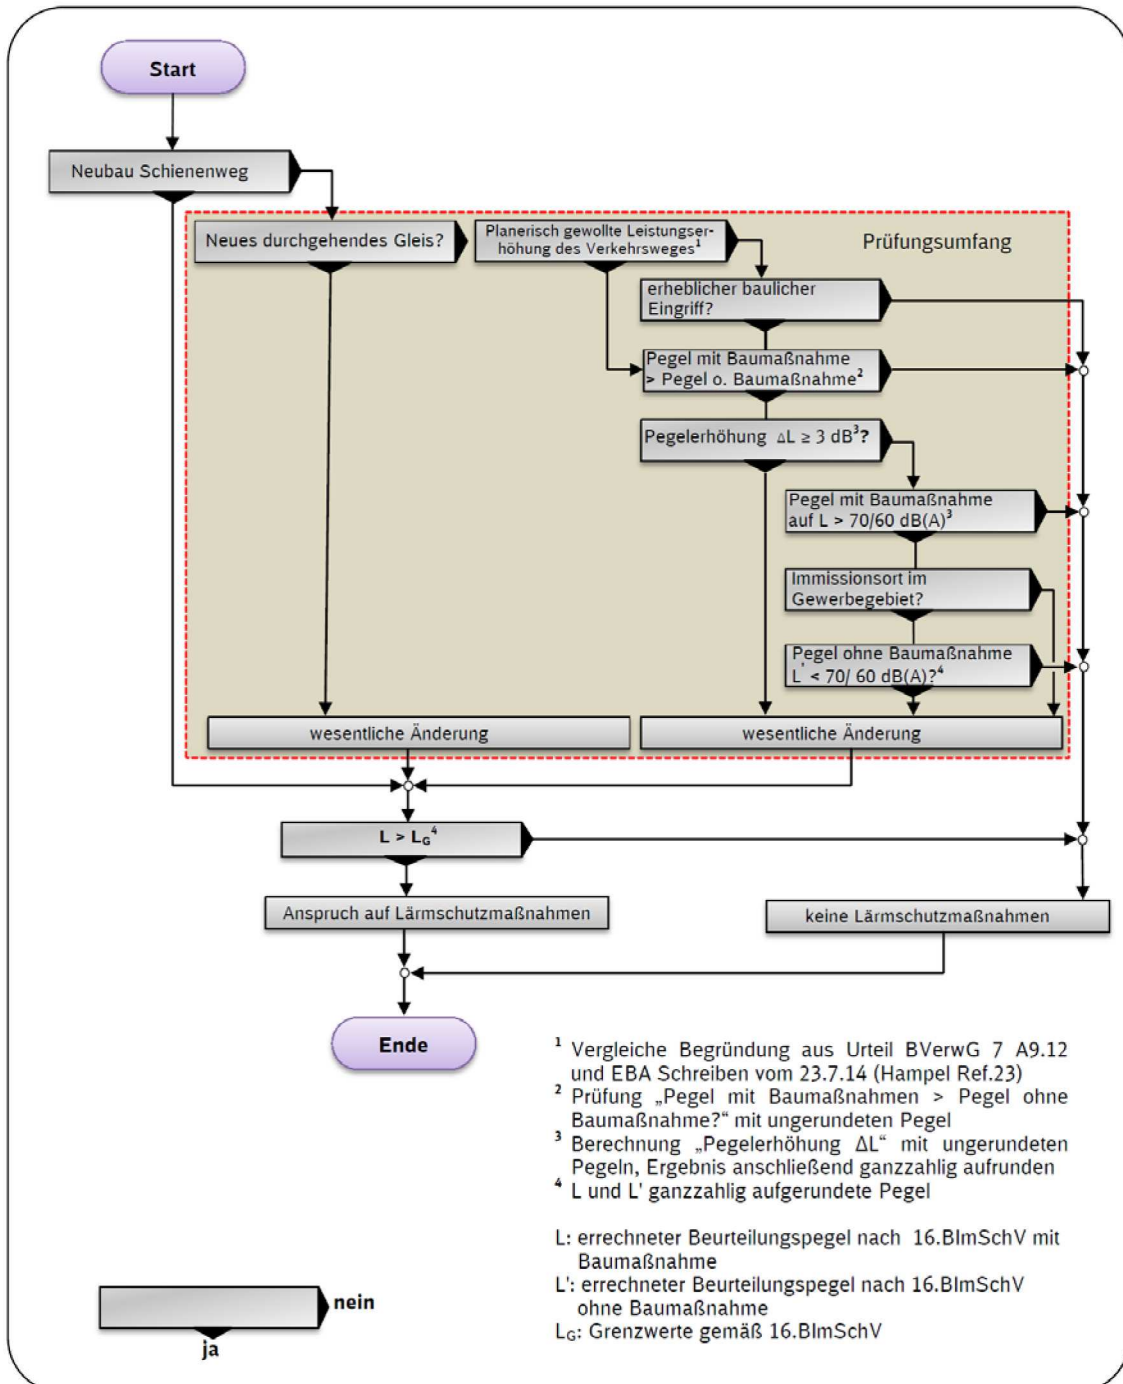 Start
Neubau Schienenweg
Neues durchgehendes Gleis?
Planerisch gewollte Leistungser-
höhung des Verkehrsweges¹
Prüfungsumfang
erheblicher baulicher
Eingriff?
Pegel mit Baumaßnahme
> Pegel o. Baumaßnahme²
Pegelerhöhung ΔL ≥ 3 dB³?
Pegel mit Baumaßnahme
auf L > 70/60 dB(A)³
Immissionsort im
Gewerbegebiet?
Pegel ohne Baumaßnahme
L' < 70/ 60 dB(A)?⁴
wesentliche Änderung
wesentliche Änderung
L > L_G⁴
Anspruch auf Lärmschutzmaßnahmen
keine Lärmschutzmaßnahmen
Ende
¹ Vergleiche Begründung aus Urteil BVerwG 7 A9.12
und EBA Schreiben vom 23.7.14 (Hampel Ref.23)
² Prüfung „Pegel mit Baumaßnahmen > Pegel ohne
Baumaßnahme?“ mit ungerundeten Pegel
³ Berechnung „Pegelerhöhung ΔL“ mit ungerundeten
Pegeln, Ergebnis anschließend ganzzahlig aufrunden
⁴ L und L' ganzzahlig aufgerundete Pegel
L: errechneter Beurteilungspegel nach 16.BImSchV mit
Baumaßnahme
L': errechneter Beurteilungspegel nach 16.BImSchV
ohne Baumaßnahme
L_G: Grenzwerte gemäß 16.BImSchV
nein
ja